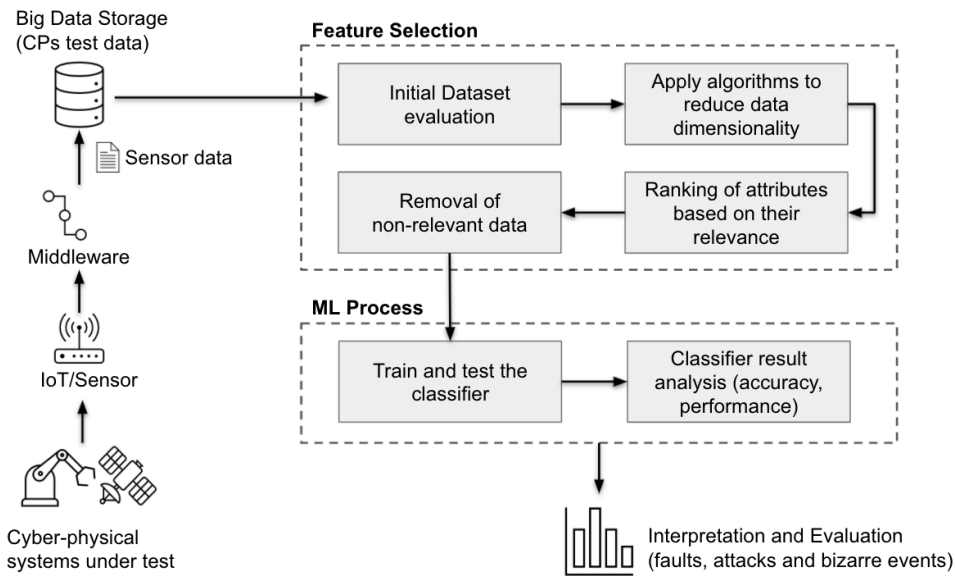 Big Data Storage
(CPs test data)
Sensor data
Middleware
IoT/Sensor
Cyber-physical
systems under test
Feature Selection
Initial Dataset
evaluation
Apply algorithms to
reduce data
dimensionality
Ranking of attributes
based on their
relevance
Removal of
non-relevant data
ML Process
Train and test the
classifier
Classifier result
analysis (accuracy,
performance)
Interpretation and Evaluation
(faults, attacks and bizarre events)